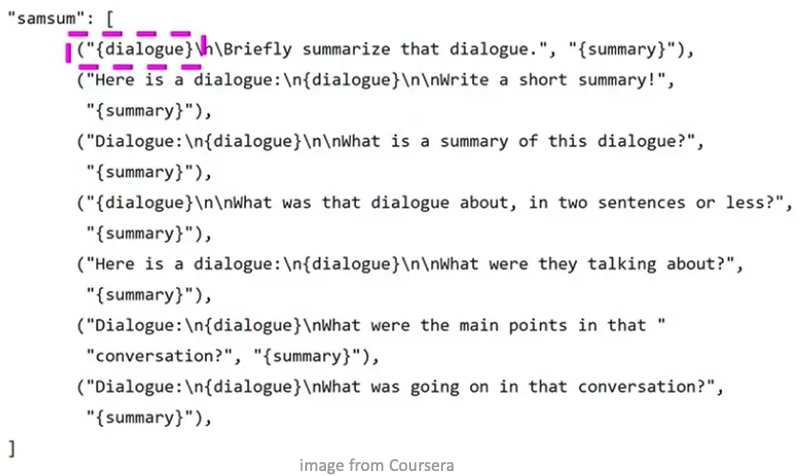 "samsum": [
("{dialogue}\n\Briefly summarize that dialogue.", "{summary}"),
("Here is a dialogue:\n{dialogue}\n\nWrite a short summary!",
"{summary}"),
("Dialogue:\n{dialogue}\n\nWhat is a summary of this dialogue?",
"{summary}"),
("{dialogue}\n\nWhat was that dialogue about, in two sentences or less?",
"{summary}"),
("Here is a dialogue:\n{dialogue}\n\nWhat were they talking about?",
"{summary}"),
("Dialogue:\n{dialogue}\nWhat were the main points in that "
"conversation?", "{summary}"),
("Dialogue:\n{dialogue}\nWhat was going on in that conversation?",
"{summary}"),
]
image from Coursera